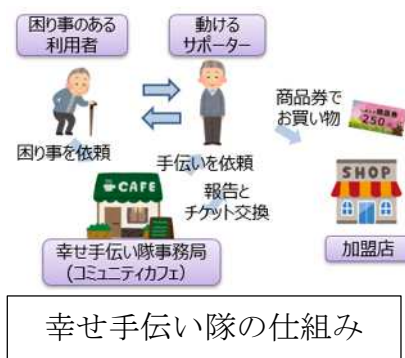 困り事のある
利用者
動ける
サポーター
商品券で
お買い物
商品券
250
困り事を依頼
手伝いを依頼
CAFE
報告と
チケット交換
SHOP
幸せ手伝い隊事務局
(コミュニティカフェ)
加盟店
幸せ手伝い隊の仕組み